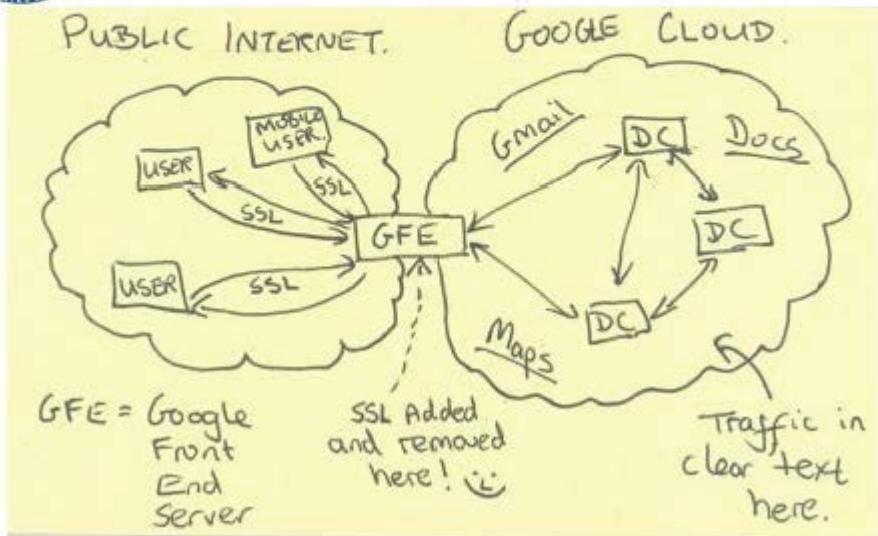 PUBLIC INTERNET.
GOOGLE CLOUD.
MOBILE
USER.
USER
SSL
SSL
USER
SSL
GFE
Gmail
DC
Docs
DC
DC
Maps
GFE = Google
Front
End
Server
SSL Added
and removed
here!
Traffic in
clear text
here.